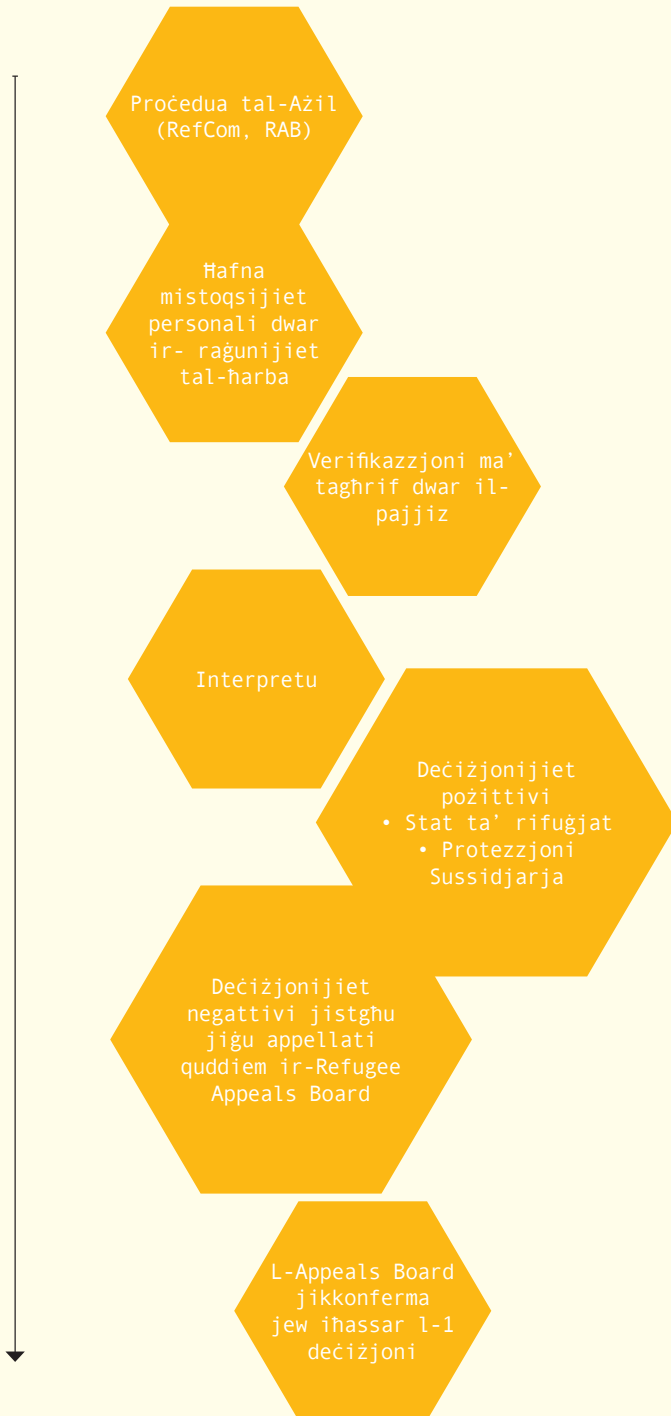 Proċedua tal-Ażil
(RefCom, RAB)
Ħafna
mistoqsijiet
personali dwar
ir- raġunijiet
tal-ħarba
Verifikazzjoni ma’
tagħrif dwar il-
pajjiz
Interpretu
Deċiżjonijiet
pożittivi
• Stat ta’ rifuġjat
• Protezzjoni
Sussidjarja
Deċiżjonijiet
negattivi jistgħu
jiġu appellati
quddiem ir-Refugee
Appeals Board
L-Appeals Board
jikkonferma
jew iħassar l-1
deċiżjoni